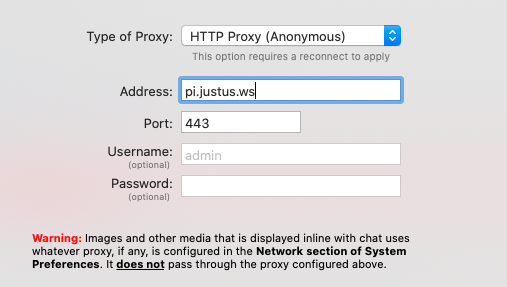 Type of Proxy: HTTP Proxy (Anonymous)
This option requires a reconnect to apply
Address: pi.justus.ws
Port: 443
Username: admin
(optional)
Password:
(optional)
Warning: Images and other media that is displayed inline with chat uses
whatever proxy, if any, is configured in the Network section of System
Preferences. It does not pass through the proxy configured above.